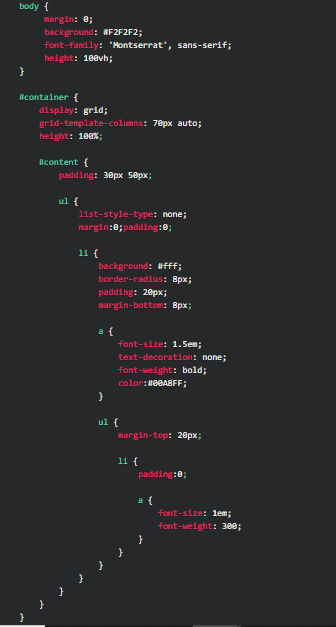 body {
margin: 0;
background: #F2F2F2;
font-family: 'Montserrat', sans-serif;
height: 100vh;
}
#container {
display: grid;
grid-template-columns: 70px auto;
height: 100%;
#content {
padding: 30px 50px;
ul {
list-style-type: none;
margin:0;padding:0;
li {
background: #fff;
border-radius: 8px;
padding: 20px;
margin-bottom: 8px;
a {
font-size: 1.5em;
text-decoration: none;
font-weight: bold;
color:#00A8FF;
}
ul {
margin-top: 20px;
li {
padding:0;
a {
font-size: 1em;
font-weight: 300;
}
}
}
}
}
}
}